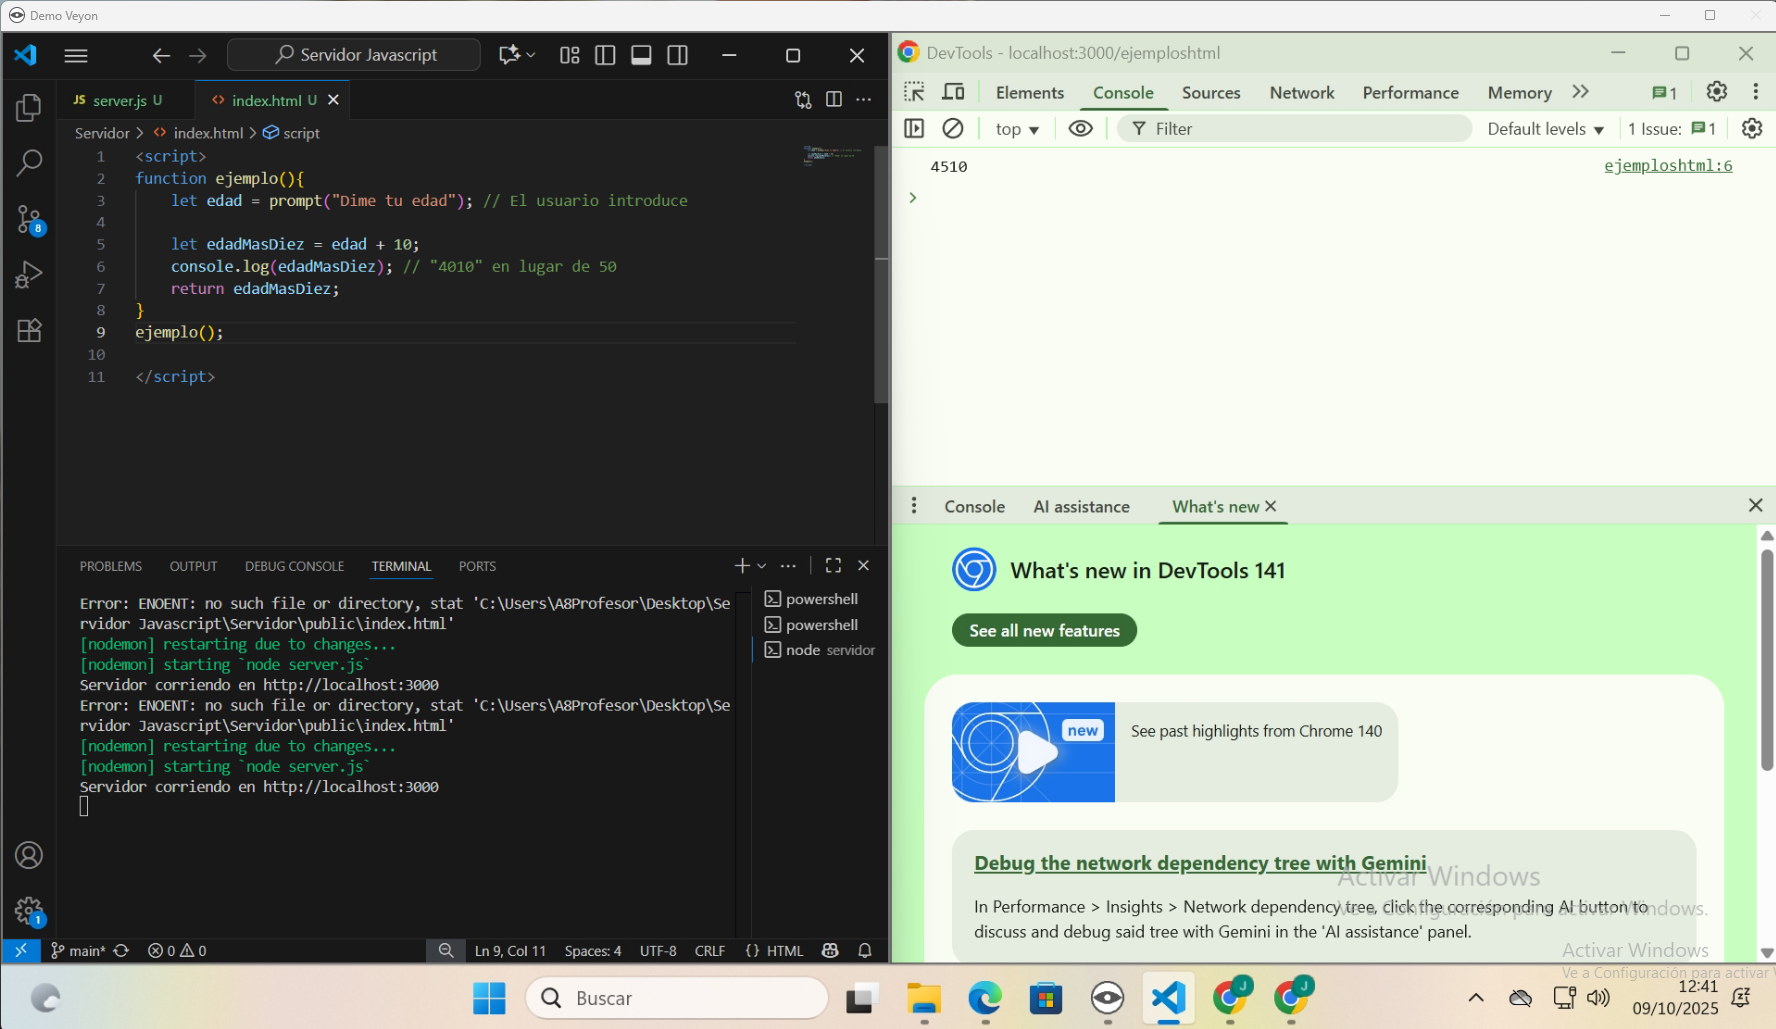 Demo Veyon
Servidor Javascript
JS server.js U
<> index.html U
Servidor > <> index.html > script
1 <script>
2 function ejemplo(){
3 let edad = prompt("Dime tu edad"); // El usuario introduce
4
5 let edadMasDiez = edad + 10;
6 console.log(edadMasDiez); // "4010" en lugar de 50
7 return edadMasDiez;
8 }
9 ejemplo();
10
11 </script>
8
1
PROBLEMS OUTPUT DEBUG CONSOLE TERMINAL PORTS
Error: ENOENT: no such file or directory, stat 'C:\Users\A8Profesor\Desktop\Se
rvidor Javascript\Servidor\public\index.html'
[nodemon] restarting due to changes...
[nodemon] starting `node server.js`
Servidor corriendo en http://localhost:3000
Error: ENOENT: no such file or directory, stat 'C:\Users\A8Profesor\Desktop\Se
rvidor Javascript\Servidor\public\index.html'
[nodemon] restarting due to changes...
[nodemon] starting `node server.js`
Servidor corriendo en http://localhost:3000
powershell
powershell
node servidor
main* 0 0 Ln 9, Col 11 Spaces: 4 UTF-8 CRLF {} HTML
DevTools - localhost:3000/ejemploshtml
Elements Console Sources Network Performance Memory 1
top Filter Default levels 1 Issue: 1
4510 ejemploshtml:6
>
Console AI assistance What's new
What's new in DevTools 141
See all new features
new
See past highlights from Chrome 140
Debug the network dependency tree with Gemini
In Performance > Insights > Network dependency tree, click the corresponding AI button to
discuss and debug said tree with Gemini in the 'AI assistance' panel.
Activar Windows
Ve a Configuración para activar Windows.
Activar Windows
Ve a Configuración para activar
Buscar
J
J
12:41
09/10/2025